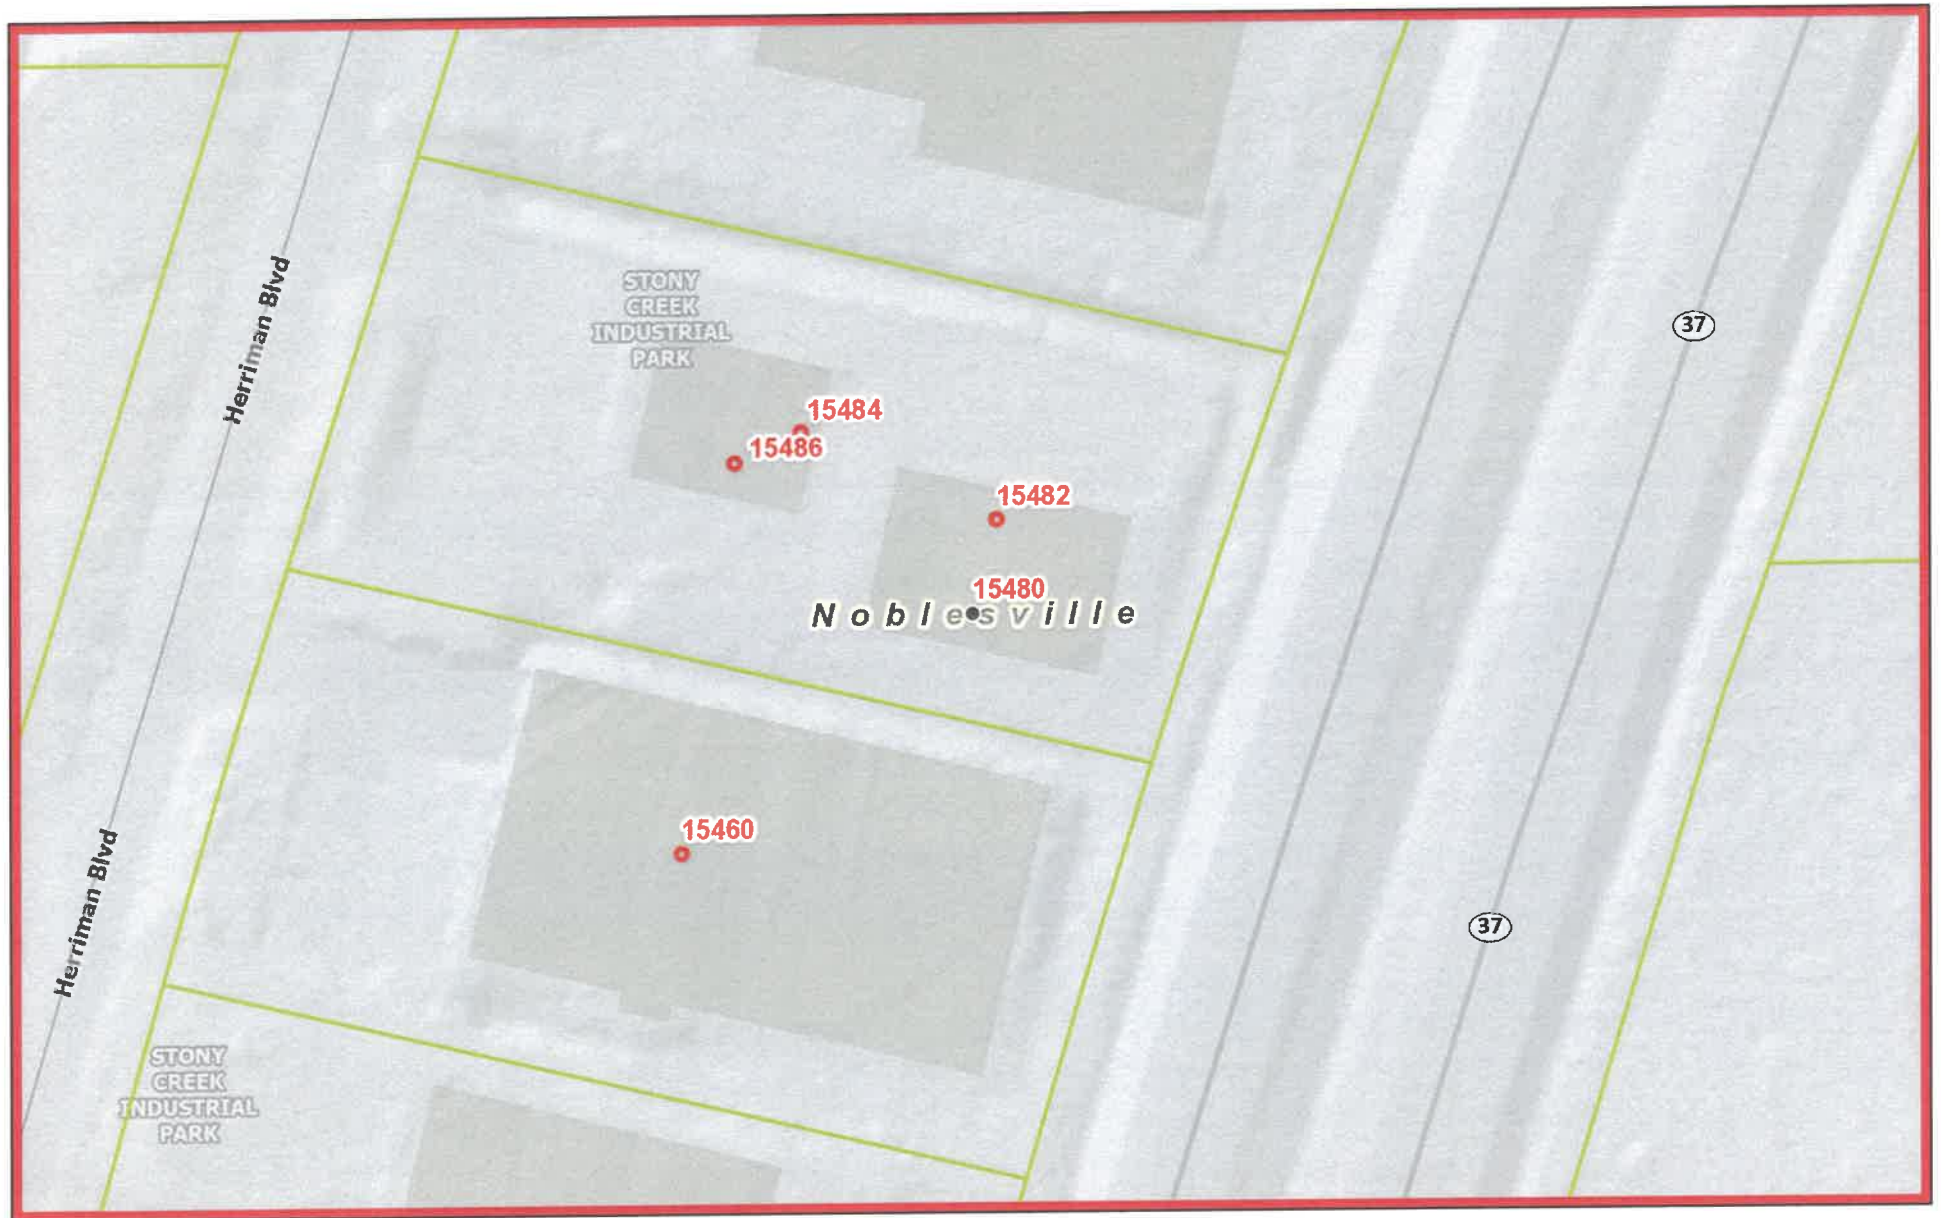 STONY
CREEK
INDUSTRIAL
PARK
Herriman Blvd
37
15484
15486
15482
15480
Noblesville
15460
Herriman Blvd
37
STONY
CREEK
INDUSTRIAL
PARK